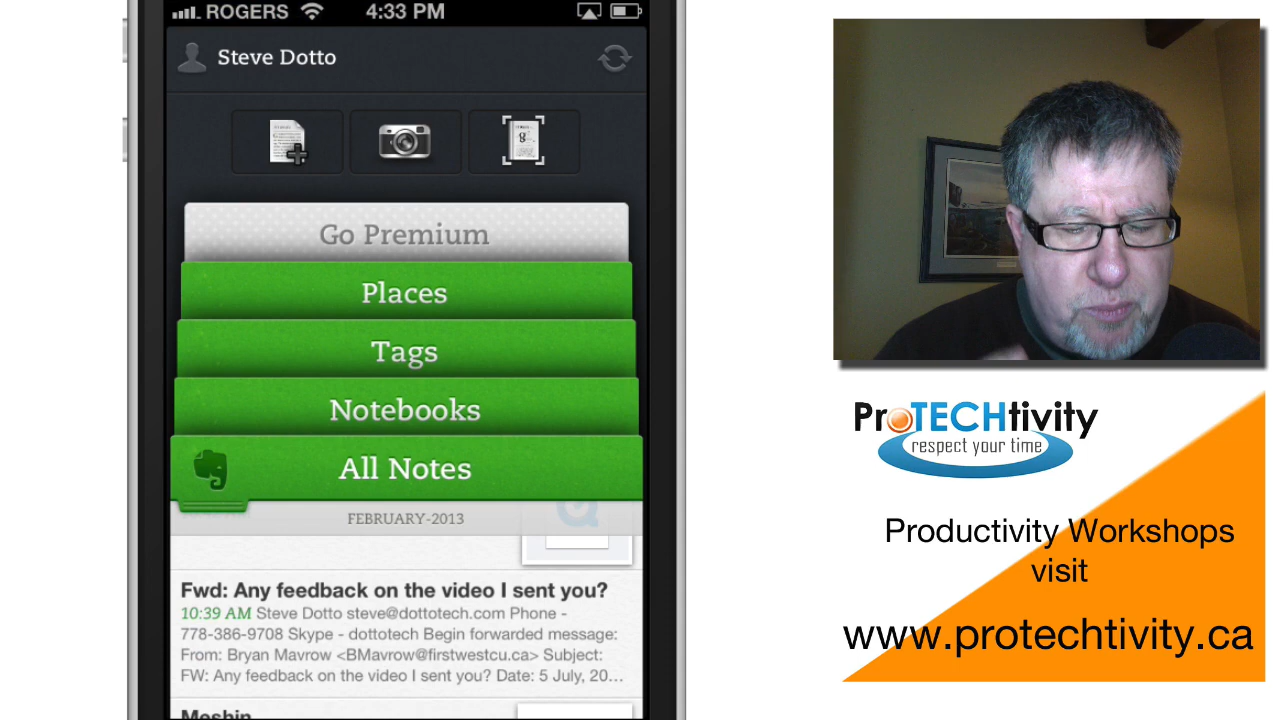 ROGERS 4:33 PM
Steve Dotto
Go Premium
Places
Tags
Notebooks
All Notes
FEBRUARY-2013
Fwd: Any feedback on the video I sent you?
10:39 AM Steve Dotto steve@dottotech.com Phone -
778-386-9708 Skype - dottotech Begin forwarded message:
From: Bryan Mavrow <BMavrow@firstwestcu.ca> Subject:
FW: Any feedback on the video I sent you? Date: 5 July, 20...
Meshin
ProTECHtivity
respect your time
Productivity Workshops
visit
www.protechtivity.ca